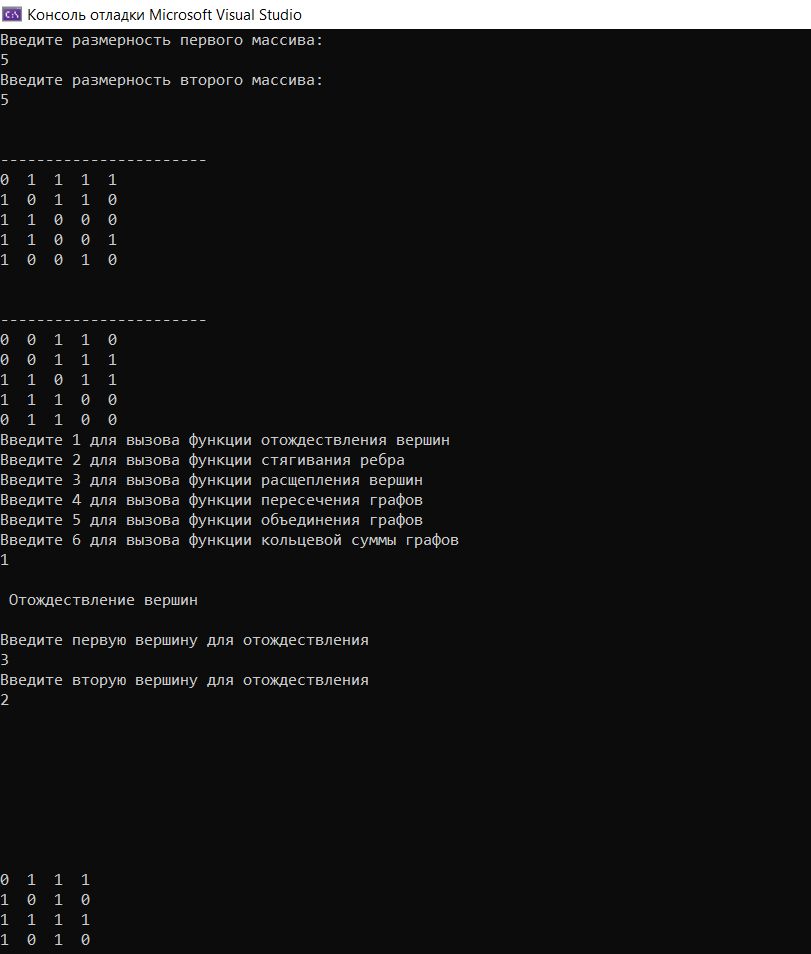 Консоль отладки Microsoft Visual Studio
Введите размерность первого массива:
5
Введите размерность второго массива:
5
-----------------------
0 1 1 1 1
1 0 1 1 0
1 1 0 0 0
1 1 0 0 1
1 0 0 1 0
-----------------------
0 0 1 1 0
0 0 1 1 1
1 1 0 1 1
1 1 1 0 0
0 1 1 0 0
Введите 1 для вызова функции отождествления вершин
Введите 2 для вызова функции стягивания ребра
Введите 3 для вызова функции расщепления вершин
Введите 4 для вызова функции пересечения графов
Введите 5 для вызова функции объединения графов
Введите 6 для вызова функции кольцевой суммы графов
1
Отождествление вершин
Введите первую вершину для отождествления
3
Введите вторую вершину для отождествления
2
0 1 1 1
1 0 1 0
1 1 1 1
1 0 1 0